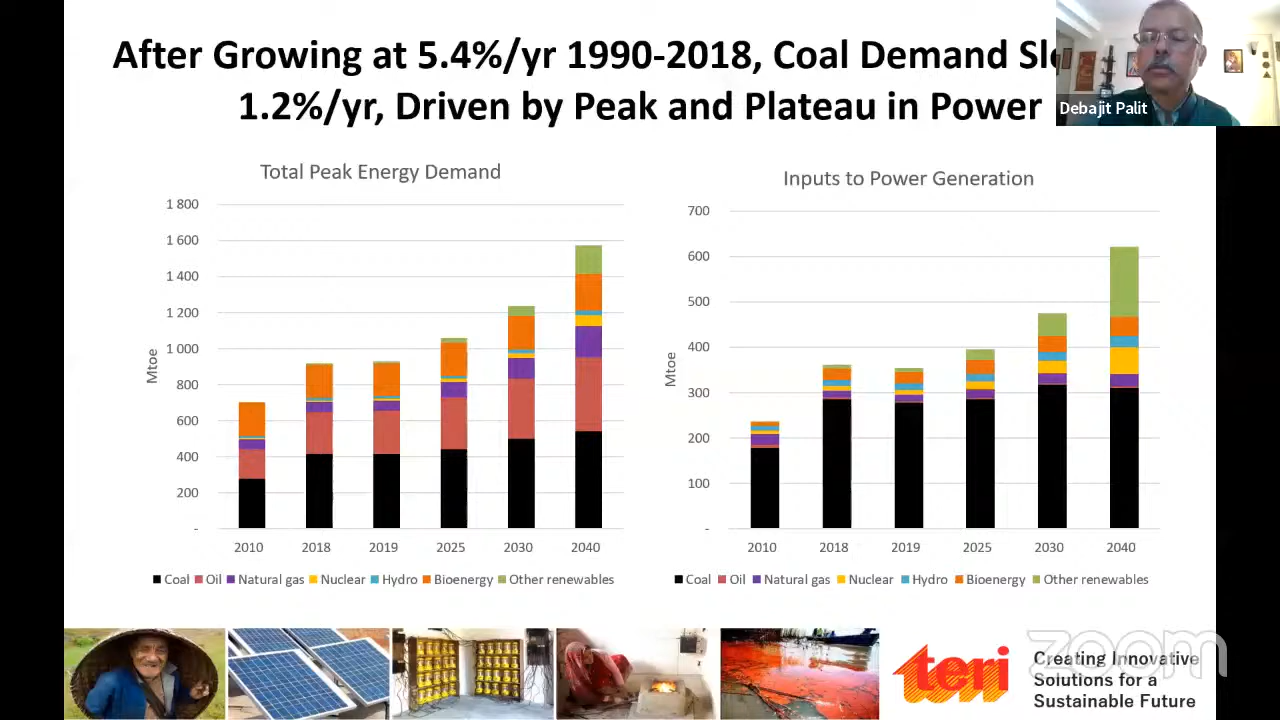 After Growing at 5.4%/yr 1990-2018, Coal Demand
1.2%/yr, Driven by Peak and Plateau in Power
Debajit Palit
Total Peak Energy Demand
1 800
1 600
1 400
1 200
1 000
800
600
400
200
-
Mtoe
2010 2018 2019 2025 2030 2040
Coal Oil Natural gas Nuclear Hydro Bioenergy Other renewables
Inputs to Power Generation
700
600
500
400
300
200
100
-
Mtoe
2010 2018 2019 2025 2030 2040
Coal Oil Natural gas Nuclear Hydro Bioenergy Other renewables
teri
Creating Innovative
Solutions for a
Sustainable Future
zoom